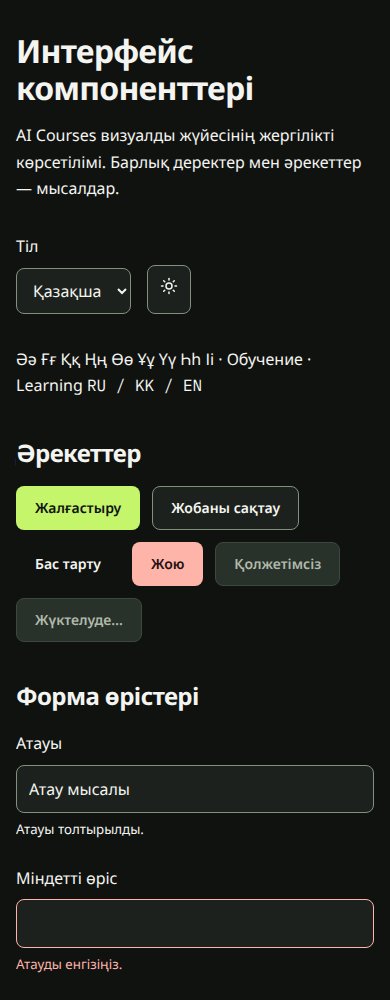 Интерфейс
компоненттері
AI Courses визуалды жүйесінің жергілікті
көрсетілімі. Барлық деректер мен әрекеттер
— мысалдар.
Тіл
Қазақша
Әә Ғғ Ққ Ңң Өө Ұұ Үү Һһ Іі · Обучение ·
Learning RU / KK / EN
Әрекеттер
Жалғастыру
Жобаны сақтау
Бас тарту
Жою
Қолжетімсіз
Жүктелуде…
Форма өрістері
Атауы
Атау мысалы
Атауы толтырылды.
Міндетті өріс
Атауды енгізіңіз.